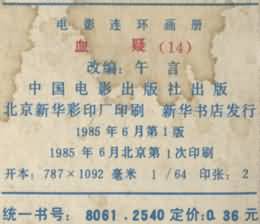 电影连环画册
血疑(14)
改编：午言
中国电影出版社出版
北京新华彩印厂印刷 新华书店发行
1985年6月第1版
1985年6月北京第1次印刷
开本：787×1092毫米 1/64 印张：2
统一书号：8061.2540定价：0.36元